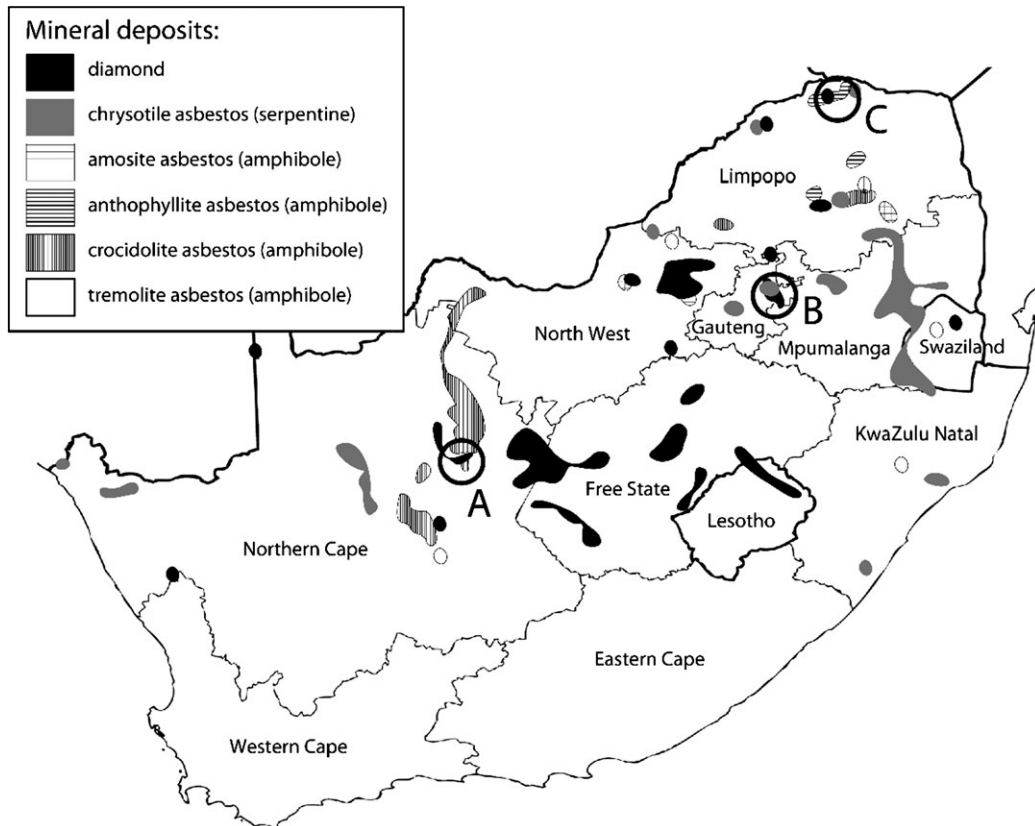 Mineral deposits:
diamond
chrysotile asbestos (serpentine)
amosite asbestos (amphibole)
anthophyllite asbestos (amphibole)
crocidolite asbestos (amphibole)
tremolite asbestos (amphibole)
C
Limpopo
North West
Gauteng
B
Mpumalanga
Swaziland
KwaZulu Natal
A
Free State
Lesotho
Northern Cape
Eastern Cape
Western Cape